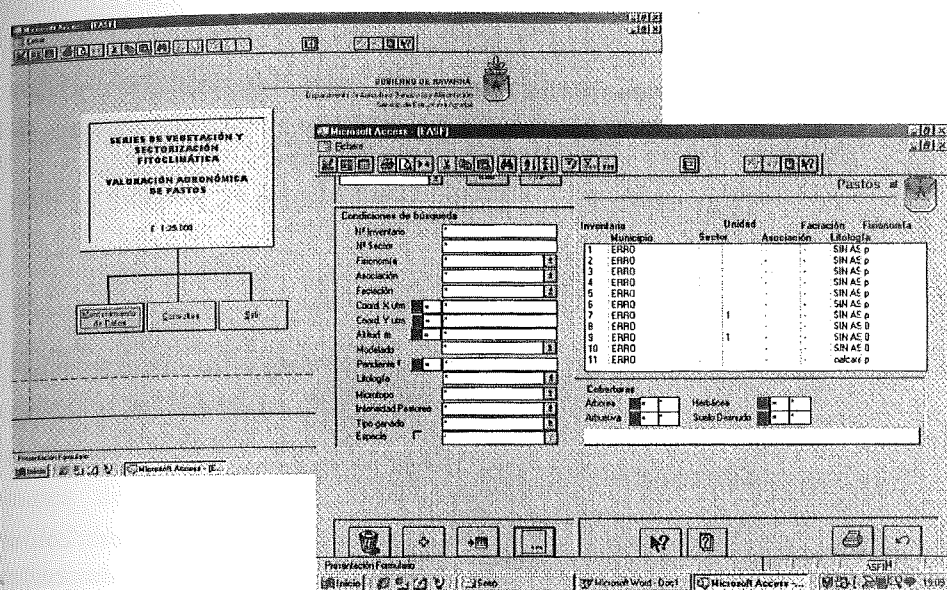 Microsoft Access - [EASF]
GOBIERNO DE NAVARRA
SERIES DE VEGETACIÓN Y
SECTORIZACIÓN
FITOCLIMÁTICA
VALORACIÓN AGRONÓMICA
DE PASTOS
E 1:25.000
Mantenimiento
de Datos
Consultas
Salir
Presentación Formulario
Inicio
Microsoft Access - [E...
Microsoft Access - [EASF]
Fichero
Pastos
Condiciones de búsqueda
Nº Inventario
Nº Sector
Fisionomía
Asociación
Faciación
Coord. X utm
Coord. Y utm
Altitud m
Modelado
Pendiente
Litología
Microtopo
Intensidad Pastoreo
Tipo ganado
Especie
Inventario Unidad Faciación Fisionomía
Municipio Sector Asociación Litología
1 ERRO SIN AS p
2 ERRO SIN AS p
3 ERRO SIN AS p
4 ERRO SIN AS p
5 ERRO SIN AS p
6 ERRO SIN AS p
7 ERRO 1 SIN AS p
8 ERRO SIN AS 0
9 ERRO 1 SIN AS 0
10 ERRO SIN AS 0
11 ERRO calcare p
Coberturas
Arbórea Herbácea
Arbustiva Suelo Desnudo
Presentación Formulario
Inicio Microsoft Word - Doc1 Microsoft Access - ... 19:09